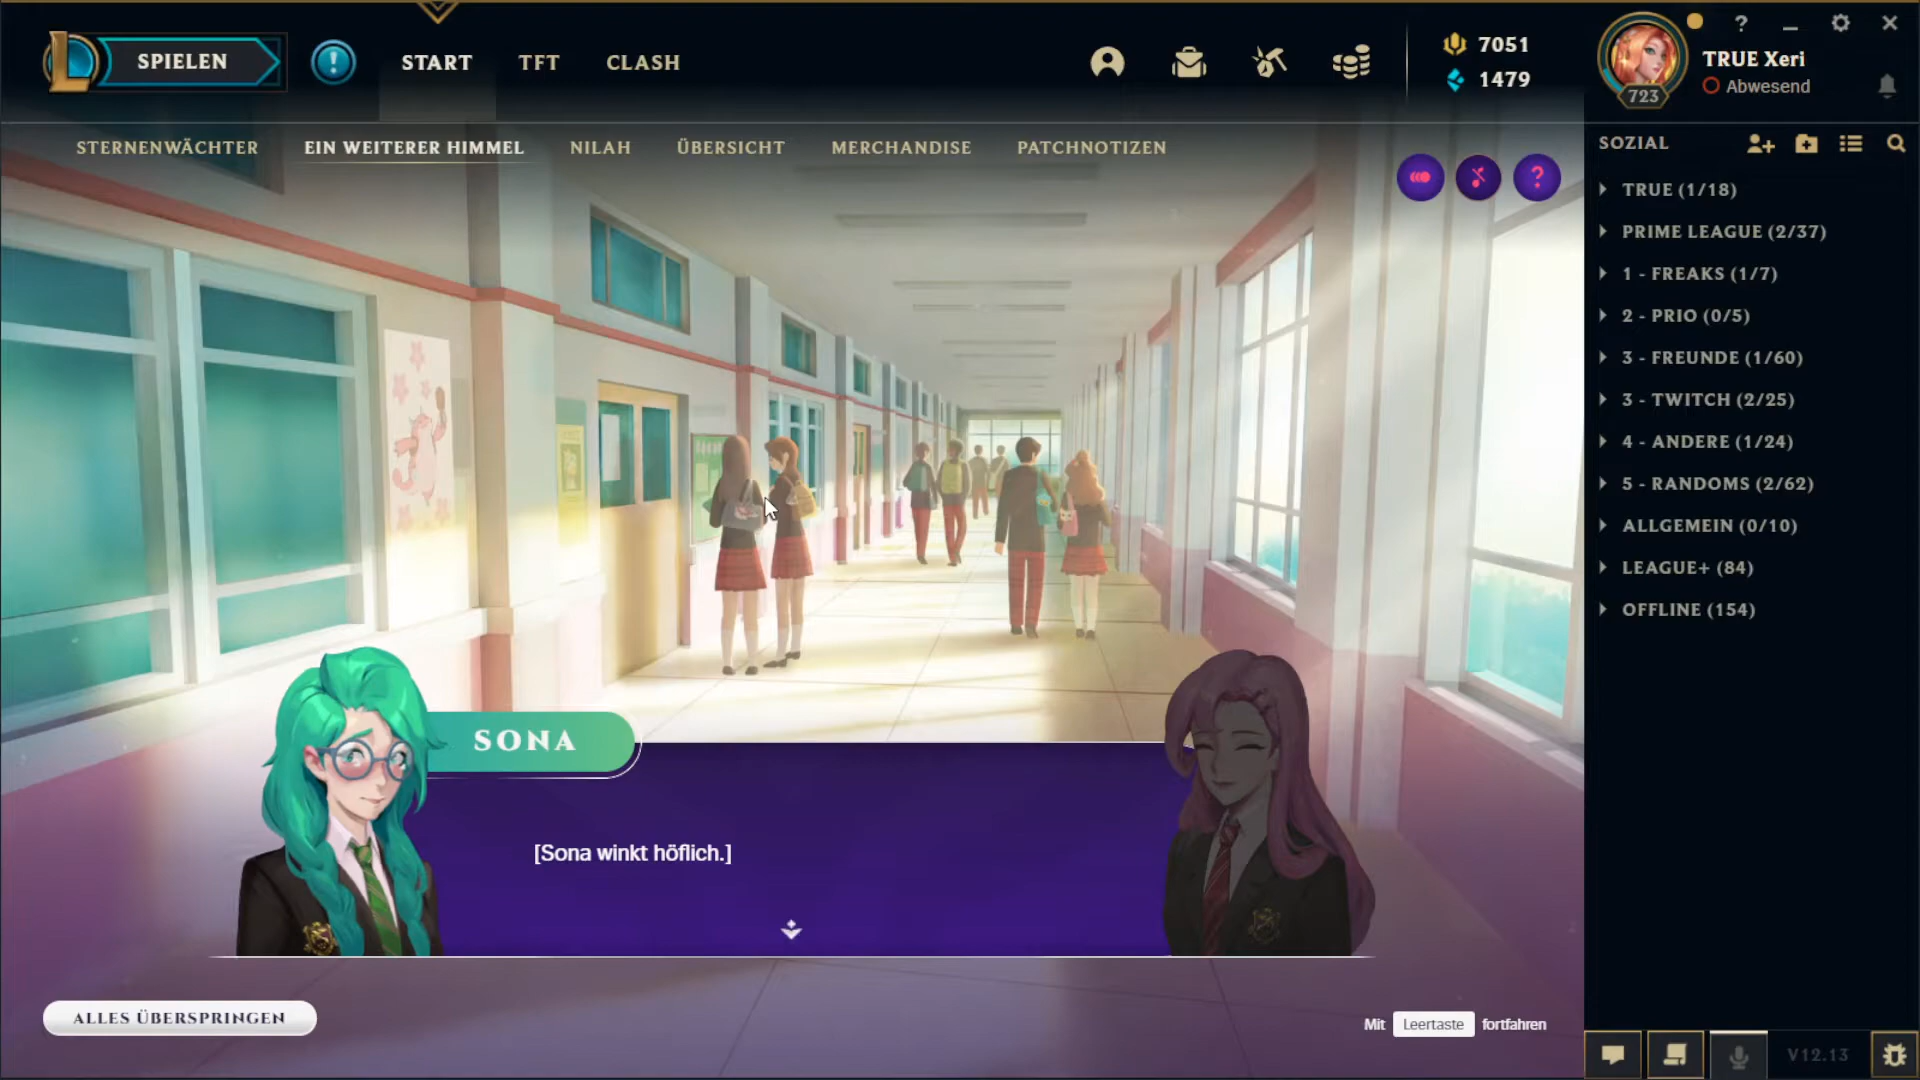 SPIELEN
START
TFT
CLASH
7051
1479
?
TRUE Xeri
Abwesend
723
STERNENWÄCHTER
EIN WEITERER HIMMEL
NILAH
ÜBERSICHT
MERCHANDISE
PATCHNOTIZEN
?
SOZIAL
TRUE (1/18)
PRIME LEAGUE (2/37)
1 - FREAKS (1/7)
2 - PRIO (0/5)
3 - FREUNDE (1/60)
3 - TWITCH (2/25)
4 - ANDERE (1/24)
5 - RANDOMS (2/62)
ALLGEMEIN (0/10)
LEAGUE+ (84)
OFFLINE (154)
SONA
[Sona winkt höflich.]
ALLES ÜBERSPRINGEN
Mit Leertaste fortfahren
V12.13